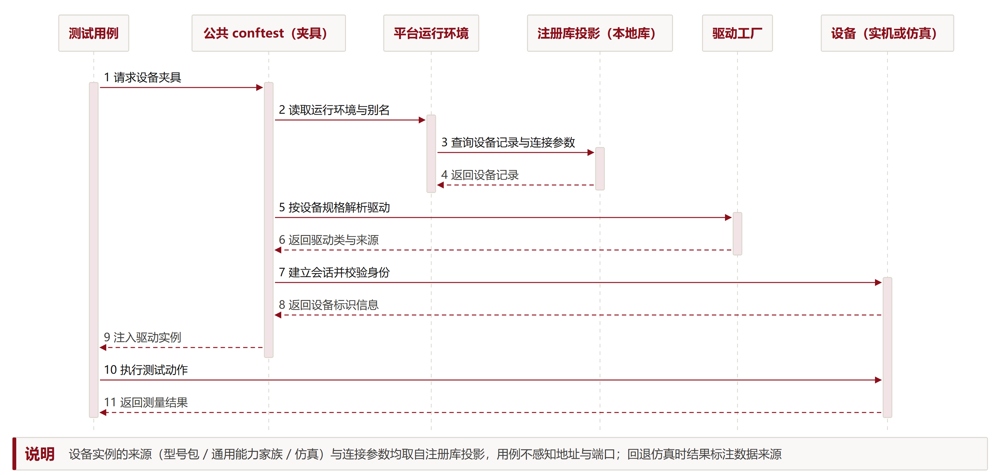 测试用例
公共 conftest（夹具）
平台运行环境
注册库投影（本地库）
驱动工厂
设备（实机或仿真）
1 请求设备夹具
2 读取运行环境与别名
3 查询设备记录与连接参数
4 返回设备记录
5 按设备规格解析驱动
6 返回驱动类与来源
7 建立会话并校验身份
8 返回设备标识信息
9 注入驱动实例
10 执行测试动作
11 返回测量结果
说明 设备实例的来源（型号包 / 通用能力家族 / 仿真）与连接参数均取自注册库投影，用例不感知地址与端口；回退仿真时结果标注数据来源